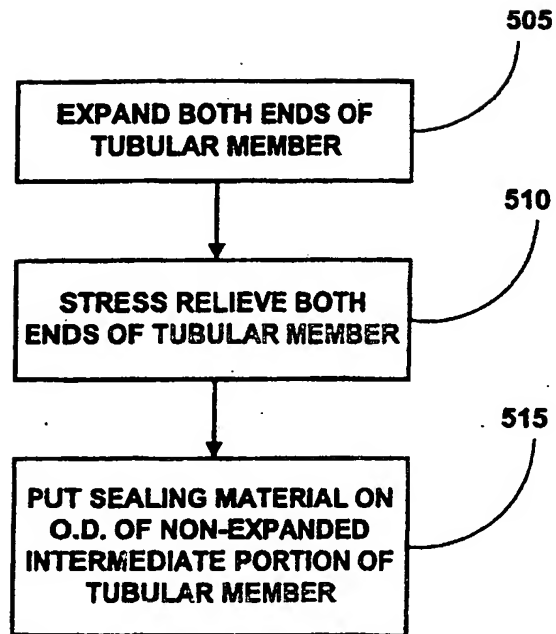 505
EXPAND BOTH ENDS OF
TUBULAR MEMBER
510
STRESS RELIEVE BOTH
ENDS OF TUBULAR MEMBER
515
PUT SEALING MATERIAL ON
O.D. OF NON-EXPANDED
INTERMEDIATE PORTION OF
TUBULAR MEMBER